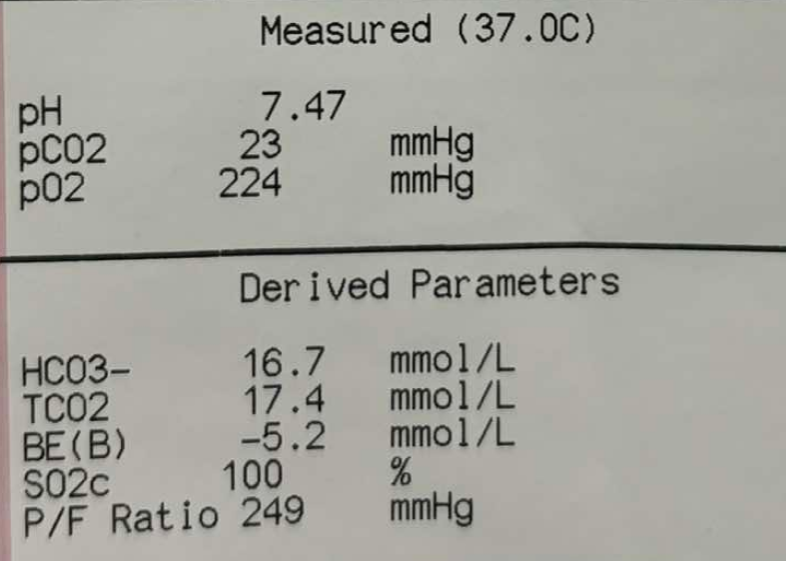 Measured (37.0C)
pH 7.47
pCO2 23 mmHg
pO2 224 mmHg
Derived Parameters
HCO3- 16.7 mmol/L
TCO2 17.4 mmol/L
BE(B) -5.2 mmol/L
SO2c 100 %
P/F Ratio 249 mmHg